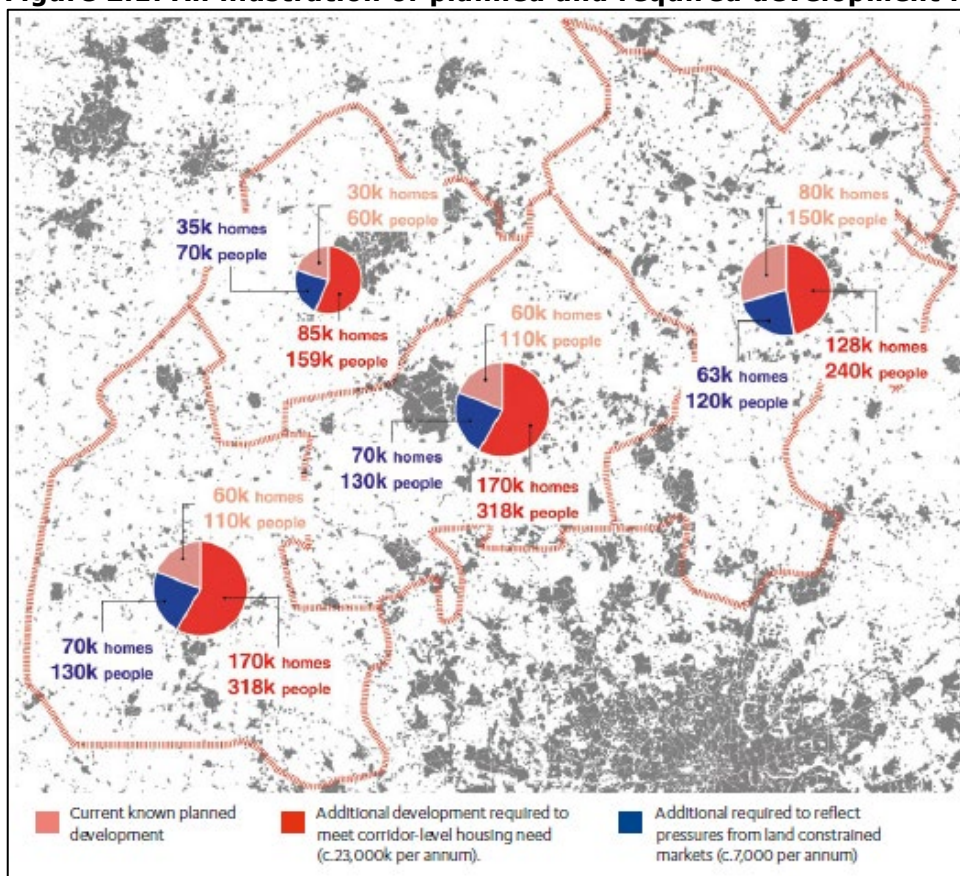 30k homes
60k people
35k homes
70k people
85k homes
159k people
80k homes
150k people
60k homes
110k people
128k homes
240k people
63k homes
120k people
70k homes
130k people
170k homes
318k people
60k homes
110k people
70k homes
130k people
170k homes
318k people
Current known planned
development
Additional development required to
meet corridor-level housing need
(c.23,000k per annum).
Additional required to reflect
pressures from land constrained
markets (c.7,000 per annum)